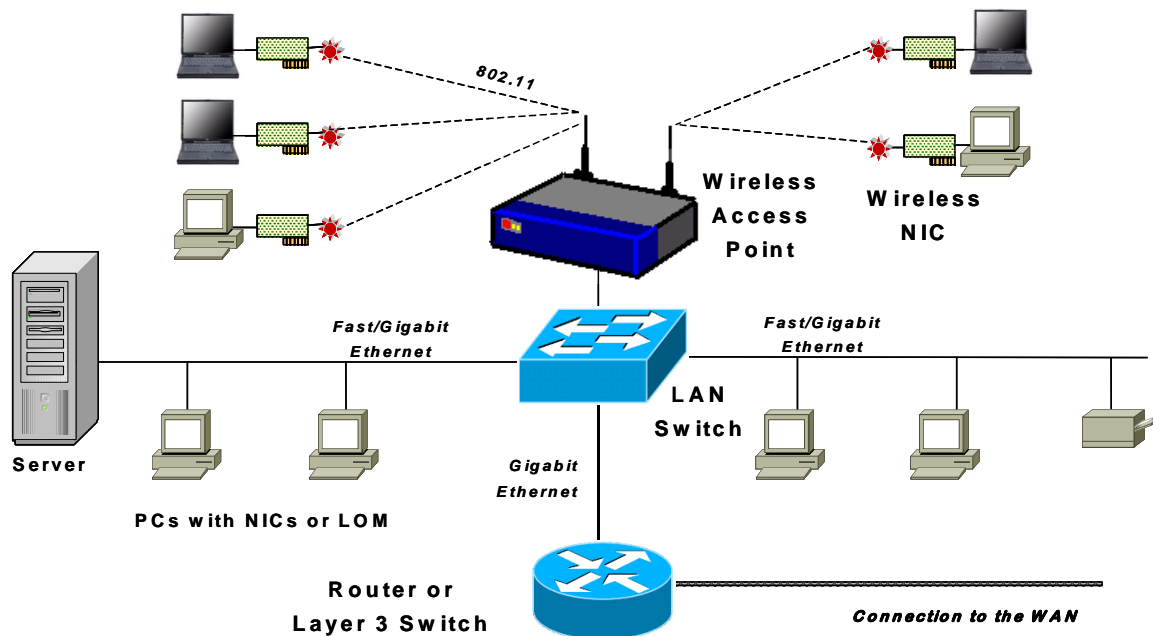 802.11
Wireless
Access
Point
Wireless
NIC
Fast/Gigabit
Ethernet
Fast/Gigabit
Ethernet
LAN
Switch
Server
Gigabit
Ethernet
PCs with NICs or LOM
Router or
Layer 3 Switch
Connection to the WAN